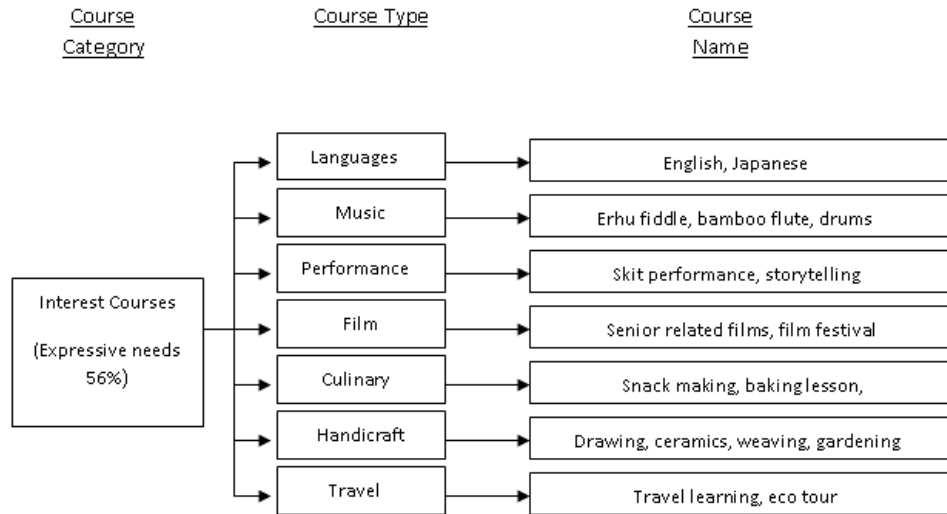 Course
Category
Course Type
Course
Name
Interest Courses
(Expressive needs
56%)
Languages
English, Japanese
Music
Erhu fiddle, bamboo flute, drums
Performance
Skit performance, storytelling
Film
Senior related films, film festival
Culinary
Snack making, baking lesson,
Handicraft
Drawing, ceramics, weaving, gardening
Travel
Travel learning, eco tour